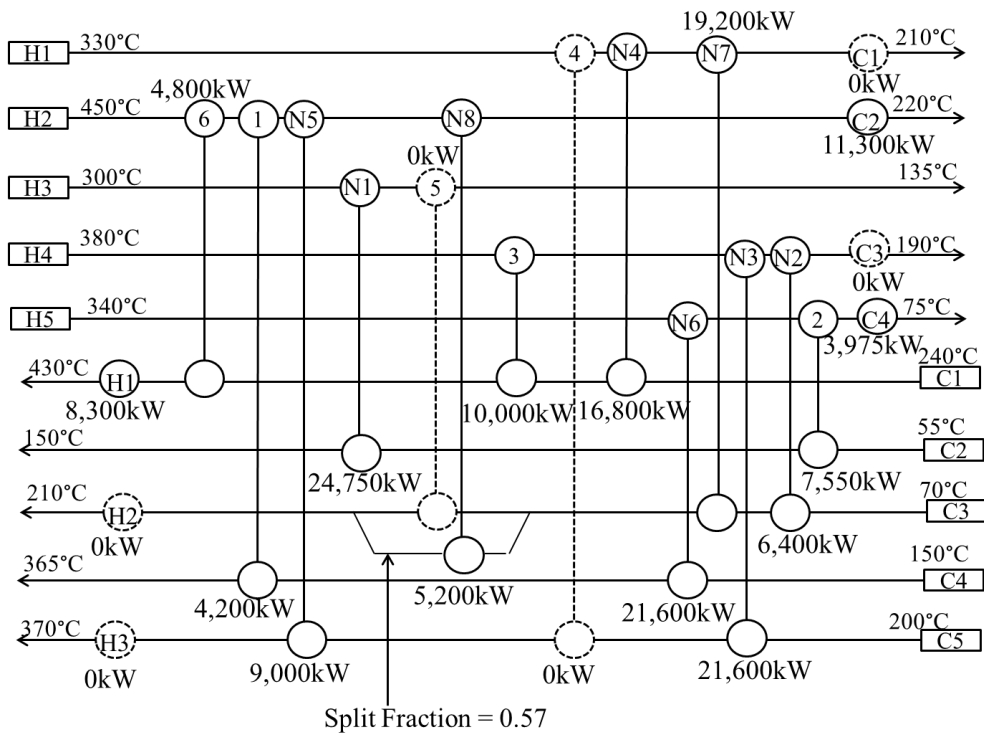 19,200kW
H1 330°C 4 N4 N7 C1 210°C
0kW
4,800kW
H2 450°C 6 1 N5 N8 C2 220°C
11,300kW
0kW
H3 300°C N1 5 135°C
H4 380°C 3 N3 N2 C3 190°C
0kW
H5 340°C N6 2 C4 75°C
3,975kW
430°C H1 240°C C1
8,300kW 10,000kW 16,800kW
150°C 55°C C2
24,750kW 7,550kW
210°C H2 70°C C3
0kW 6,400kW
365°C 150°C C4
4,200kW 5,200kW 21,600kW
370°C H3 200°C C5
0kW 9,000kW 0kW 21,600kW
Split Fraction = 0.57